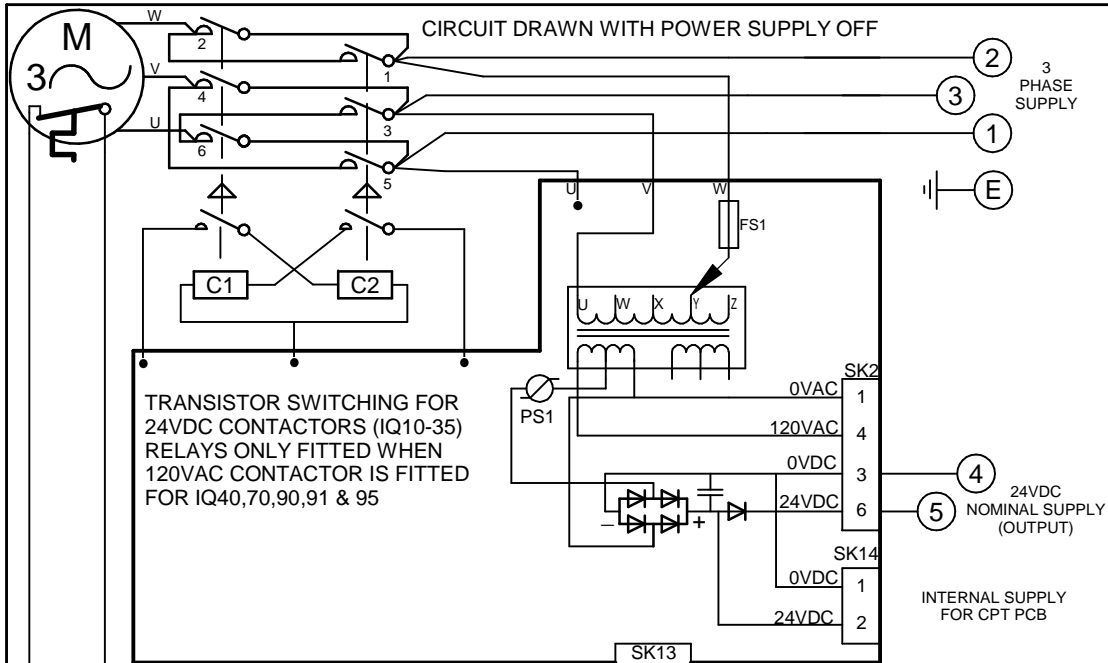 CIRCUIT DRAWN WITH POWER SUPPLY OFF
W
M
3
V
U
2
1
4
3
6
5
2
3
1
E
3
PHASE
SUPPLY
U
V
W
FS1
C1
C2
U
W
X
Y
Z
PS1
TRANSISTOR SWITCHING FOR
24VDC CONTACTORS (IQ10-35)
RELAYS ONLY FITTED WHEN
120VAC CONTACTOR IS FITTED
FOR IQ40,70,90,91 & 95
SK2
0VAC 1
120VAC 4
0VDC 3
24VDC 6
– +
4
5
24VDC
NOMINAL SUPPLY
(OUTPUT)
SK14
0VDC 1
24VDC 2
INTERNAL SUPPLY
FOR CPT PCB
SK13